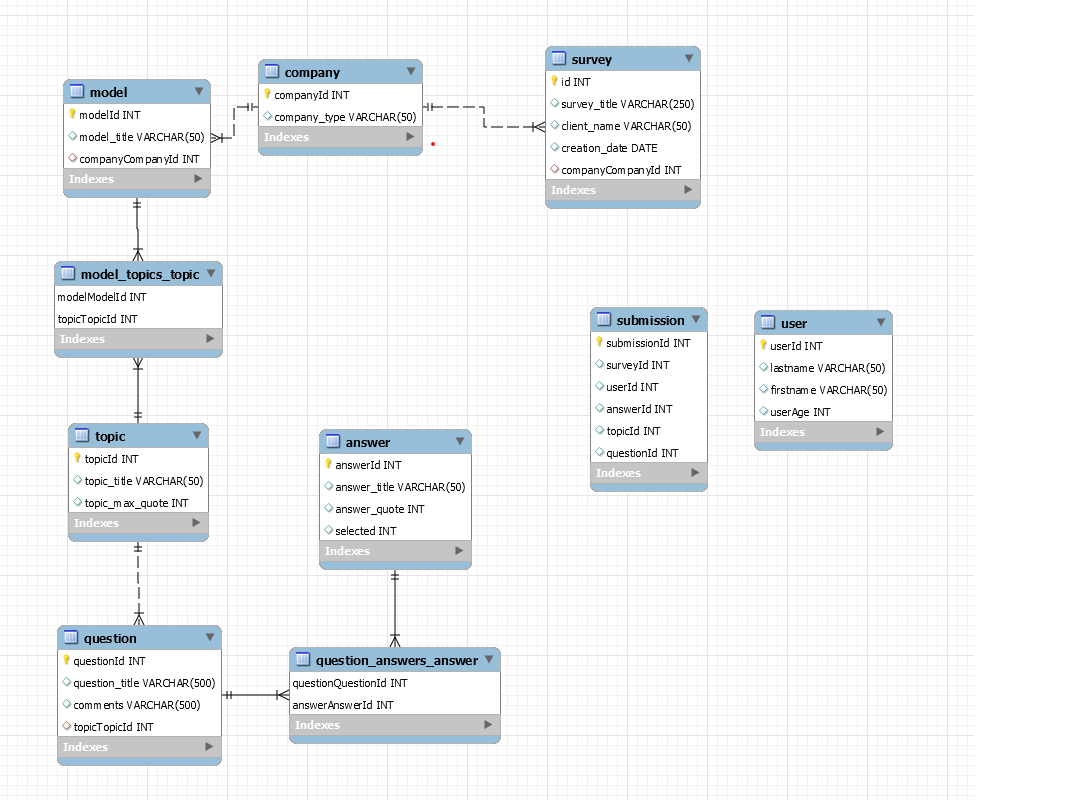 model
modelId INT
model_title VARCHAR(50)
companyCompanyId INT
Indexes
company
companyId INT
company_type VARCHAR(50)
Indexes
survey
id INT
survey_title VARCHAR(250)
client_name VARCHAR(50)
creation_date DATE
companyCompanyId INT
Indexes
model_topics_topic
modelModelId INT
topicTopicId INT
Indexes
submission
submissionId INT
surveyId INT
userId INT
answerId INT
topicId INT
questionId INT
Indexes
user
userId INT
lastname VARCHAR(50)
firstname VARCHAR(50)
userAge INT
Indexes
topic
topicId INT
topic_title VARCHAR(50)
topic_max_quote INT
Indexes
answer
answerId INT
answer_title VARCHAR(50)
answer_quote INT
selected INT
Indexes
question
questionId INT
question_title VARCHAR(500)
comments VARCHAR(500)
topicTopicId INT
Indexes
question_answers_answer
questionQuestionId INT
answerAnswerId INT
Indexes